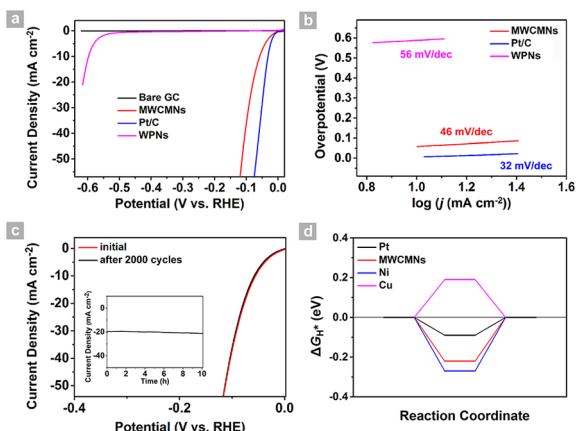 a
Current Density (mA cm-2)
0
-10
-20
-30
-40
-50
Bare GC
MWCMNs
Pt/C
WPNs
-0.6 -0.5 -0.4 -0.3 -0.2 -0.1 0.0
Potential (V vs. RHE)
b
Overpotential (V)
0.6
0.5
0.4
0.3
0.2
0.1
0.0
MWCMNs
Pt/C
WPNs
56 mV/dec
46 mV/dec
32 mV/dec
0.8 1.0 1.2 1.4 1.6
log (j (mA cm-2))
c
Current Density (mA cm-2)
0
-10
-20
-30
-40
-50
initial
after 2000 cycles
Current Density (mA cm-2)
0
-20
-40
0 2 4 6 8 10
Time (h)
-0.4 -0.2 0.0
Potential (V vs. RHE)
d
ΔGH* (eV)
0.4
0.2
0.0
-0.2
-0.4
Pt
MWCMNs
Ni
Cu
Reaction Coordinate